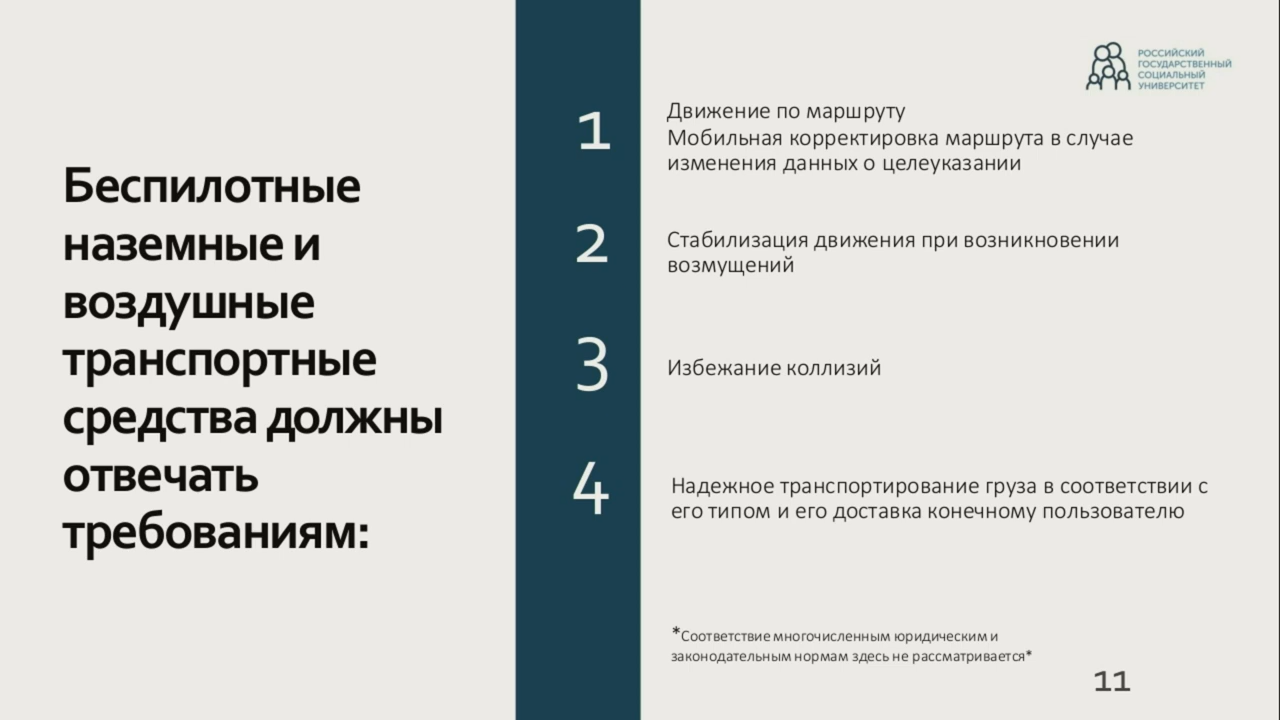 РОССИЙСКИЙ
ГОСУДАРСТВЕННЫЙ
СОЦИАЛЬНЫЙ
УНИВЕРСИТЕТ
Беспилотные
наземные и
воздушные
транспортные
средства должны
отвечать
требованиям:
1
Движение по маршруту
Мобильная корректировка маршрута в случае
изменения данных о целеуказании
2
Стабилизация движения при возникновении
возмущений
3
Избежание коллизий
4
Надежное транспортирование груза в соответствии с
его типом и его доставка конечному пользователю
*Соответствие многочисленным юридическим и
законодательным нормам здесь не рассматривается*
11